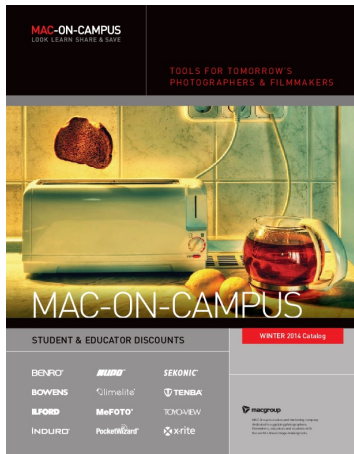 MAC-ON-CAMPUS
LOOK LEARN SHARE & SAVE
TOOLS FOR TOMORROW'S
PHOTOGRAPHERS & FILMMAKERS
MAC-ON-CAMPUS
STUDENT & EDUCATOR DISCOUNTS
WINTER 2014 Catalog
BENRO
SEKONIC
BOWENS
limelite
TENBA
ILFORD
MeFOTO
TOYO-VIEW
INDURO
PocketWizard
x-rite
macgroup